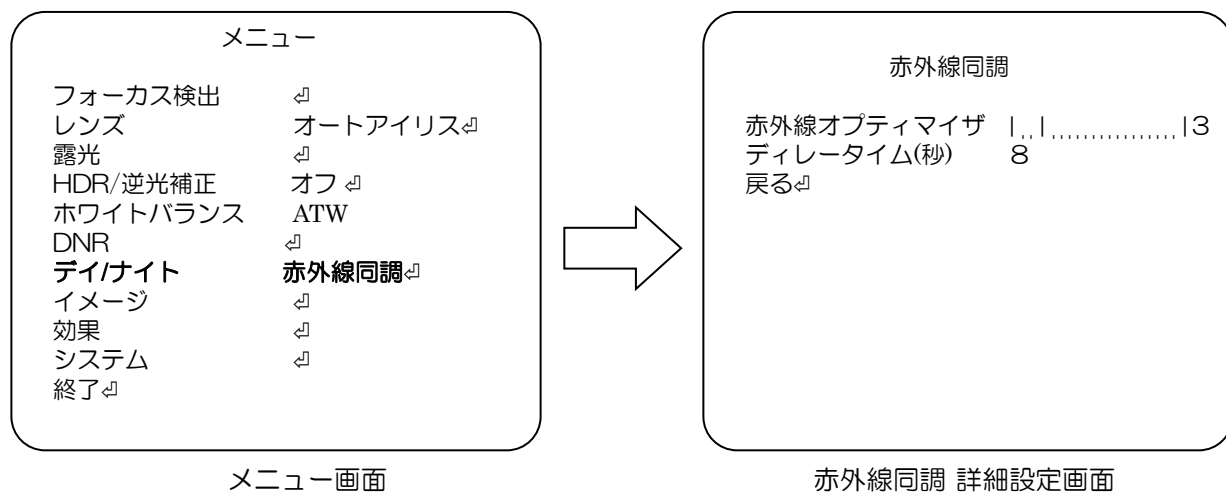 メニュー
フォーカス検出 ⏎
レンズ オートアイリス⏎
露光 ⏎
HDR/逆光補正 オフ ⏎
ホワイトバランス ATW
DNR ⏎
デイ/ナイト 赤外線同調⏎
イメージ ⏎
効果 ⏎
システム ⏎
終了⏎
メニュー画面
赤外線同調
赤外線オプティマイザ |..|................|3
ディレータイム(秒) 8
戻る⏎
赤外線同調 詳細設定画面